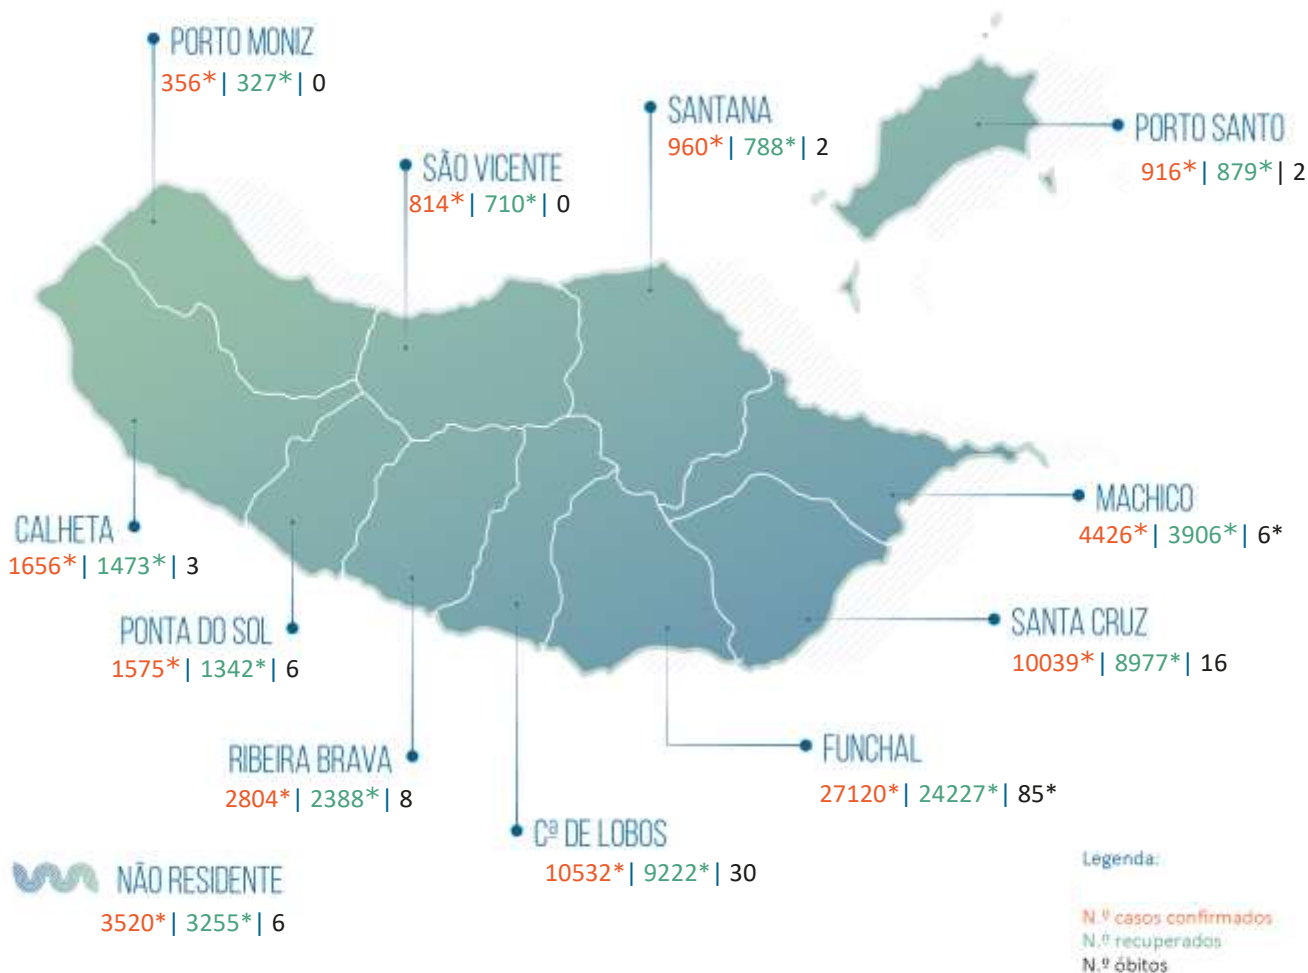 PORTO MONIZ
356*| 327*| 0
SANTANA
960*| 788*| 2
PORTO SANTO
916*| 879*| 2
SÃO VICENTE
814*| 710*| 0
MACHICO
4426*| 3906*| 6*
CALHETA
1656*| 1473*| 3
PONTA DO SOL
1575*| 1342*| 6
SANTA CRUZ
10039*| 8977*| 16
RIBEIRA BRAVA
2804*| 2388*| 8
FUNCHAL
27120*| 24227*| 85*
Cª DE LOBOS
10532*| 9222*| 30
NÃO RESIDENTE
3520*| 3255*| 6
Legenda:
N.º casos confirmados
N.º recuperados
N.º óbitos